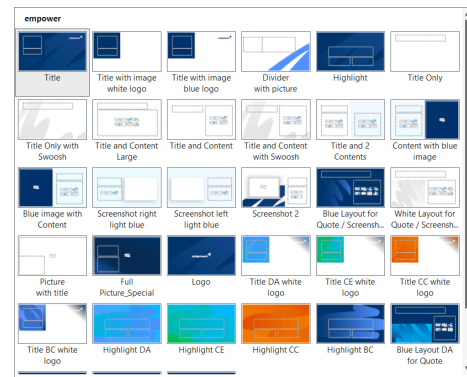 empower
Title
Title with image
white logo
Title with image
blue logo
Divider
with picture
Highlight
Title Only
Title Only with
Swoosh
Title and Content
Large
Title and Content
Title and Content
with Swoosh
Title and 2
Contents
Content with blue
image
Blue image with
Content
Screenshot right
light blue
Screenshot left
light blue
Screenshot 2
Blue Layout for
Quote / Screensh...
White Layout for
Quote / Screensh...
Picture
with title
Full
Picture_Special
Logo
Title DA white
logo
Title CE white
logo
Title CC white
logo
Title BC white
logo
Highlight DA
Highlight CE
Highlight CC
Highlight BC
Blue Layout DA
for Quote